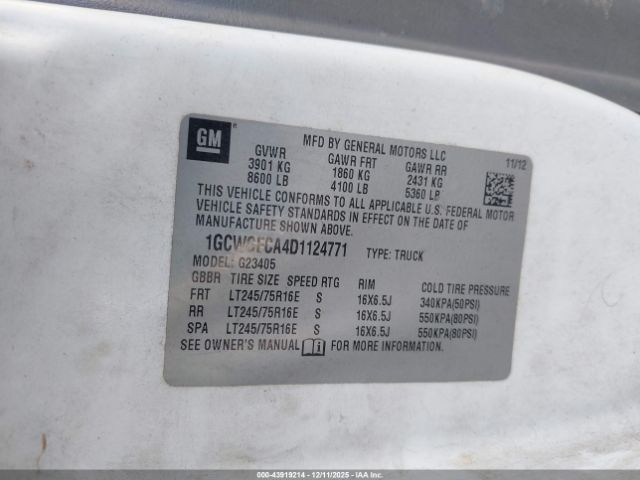 GM
MFD BY GENERAL MOTORS LLC
11/12
GVWR GAWR FRT GAWR RR
3901 KG 1860 KG 2431 KG
8600 LB 4100 LB 5360 LB
THIS VEHICLE CONFORMS TO ALL APPLICABLE U.S. FEDERAL MOTOR
VEHICLE SAFETY STANDARDS IN EFFECT ON THE DATE OF
MANUFACTURE SHOWN ABOVE.
1GCWGFCA4D1124771 TYPE: TRUCK
MODEL: G23405
GBBR TIRE SIZE SPEED RTG RIM COLD TIRE PRESSURE
FRT LT245/75R16E S 16X6.5J 340KPA(50PSI)
RR LT245/75R16E S 16X6.5J 550KPA(80PSI)
SPA LT245/75R16E S 16X6.5J 550KPA(80PSI)
SEE OWNER'S MANUAL FOR MORE INFORMATION.
000-43919214 - 12/11/2025 - IAAI.COM